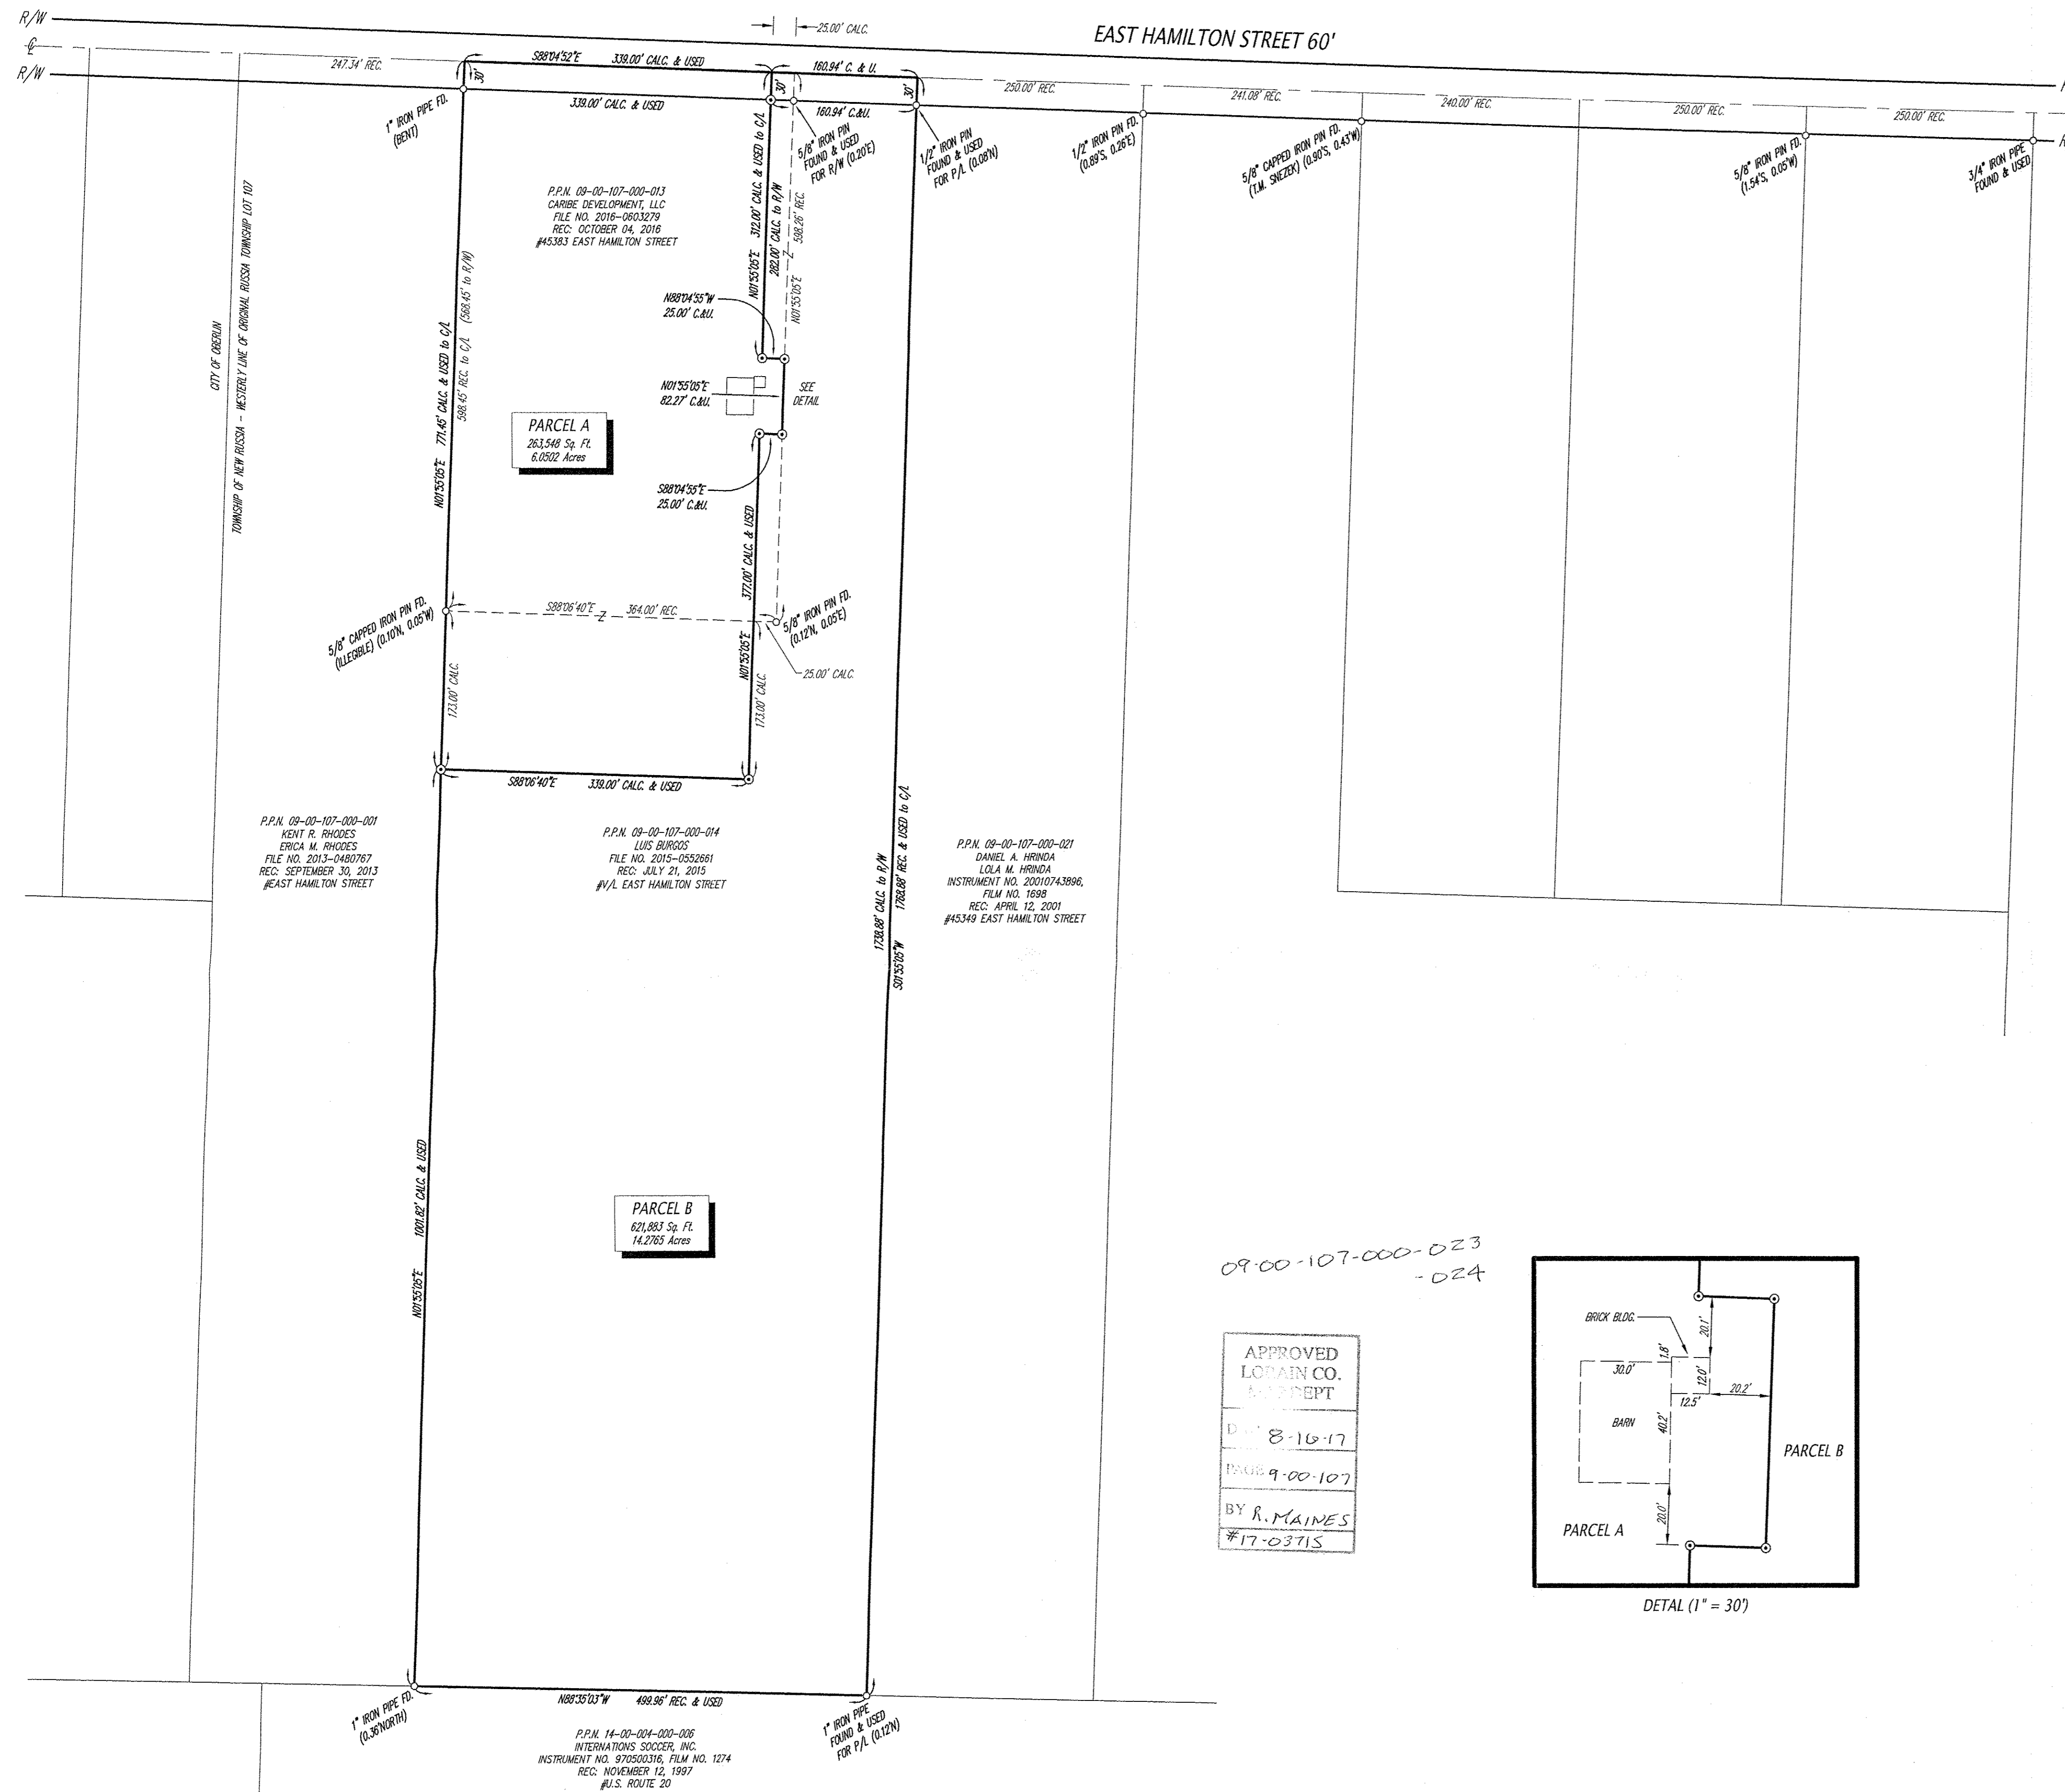 R/W
EAST HAMILTON STREET 60'
25.00' CALC.
℄
R/W
247.34' REC.
S88°04'52"E 339.00' CALC. & USED
160.94' C. & U.
30'
30'
30'
339.00' CALC. & USED
160.94' C.&U.
250.00' REC.
241.08' REC.
240.00' REC.
250.00' REC.
250.00' REC.
1" IRON PIPE FD.
(BENT)
5/8" IRON PIN
FOUND & USED
FOR R/W (0.20'E)
1/2" IRON PIN
FOUND & USED
FOR P/L (0.08'N)
1/2" IRON PIN FD.
(0.89'S, 0.26'E)
5/8" CAPPED IRON PIN FD.
(T.M. SNEZEK) (0.90'S, 0.43'W)
5/8" IRON PIN FD.
(1.54'S, 0.05'W)
3/4" IRON PIPE
FOUND & USED
CITY OF OBERLIN
TOWNSHIP OF NEW RUSSIA - WESTERLY LINE OF ORIGINAL RUSSIA TOWNSHIP LOT 107
P.P.N. 09-00-107-000-013
CARIBE DEVELOPMENT, LLC
FILE NO. 2016-0603279
REC: OCTOBER 04, 2016
#45383 EAST HAMILTON STREET
N01°55'05"E 312.00' CALC. & USED to C/L
282.00' CALC. to R/W
N01°55'05"E
598.26' REC.
Z
N01°55'05"E 771.45' CALC. & USED to C/L
598.45' REC. to C/L (568.45' to R/W)
N88°04'55"W
25.00' C.&U.
N01°55'05"E
82.27' C.&U.
SEE
DETAIL
PARCEL A
263,548 Sq. Ft.
6.0502 Acres
S88°04'55"E
25.00' C.&U.
N01°55'05"E 377.00' CALC. & USED
5/8" CAPPED IRON PIN FD.
(ILLEGIBLE) (0.10'N, 0.05'W)
S88°06'40"E Z 364.00' REC.
5/8" IRON PIN FD.
(0.12'N, 0.05'E)
25.00' CALC.
173.00' CALC.
173.00' CALC.
S88°06'40"E 339.00' CALC. & USED
P.P.N. 09-00-107-000-001
KENT R. RHODES
ERICA M. RHODES
FILE NO. 2013-0480767
REC: SEPTEMBER 30, 2013
#EAST HAMILTON STREET
P.P.N. 09-00-107-000-014
LUIS BURGOS
FILE NO. 2015-0552661
REC: JULY 21, 2015
#V/L EAST HAMILTON STREET
1738.88' CALC. to R/W
S01°55'05"W 1768.88' REC. & USED to C/L
P.P.N. 09-00-107-000-021
DANIEL A. HRINDA
LOLA M. HRINDA
INSTRUMENT NO. 20010743896,
FILM NO. 1698
REC: APRIL 12, 2001
#45349 EAST HAMILTON STREET
N01°55'05"E 1001.82' CALC. & USED
PARCEL B
621,883 Sq. Ft.
14.2765 Acres
09-00-107-000-023
-024
APPROVED
LORAIN CO.
DEPT
8-16-17
PAGE 9-00-107
BY R. MAINES
#17-03715
BRICK BLDG.
20.1'
1.8'
30.0'
12.0'
20.2'
12.5'
BARN
40.2'
PARCEL B
20.0'
PARCEL A
DETAL (1" = 30')
1" IRON PIPE FD.
(0.36'NORTH)
N88°35'03"W 499.96' REC. & USED
1" IRON PIPE
FOUND & USED
FOR P/L (0.12'N)
P.P.N. 14-00-004-000-006
INTERNATIONS SOCCER, INC.
INSTRUMENT NO. 970500316, FILM NO. 1274
REC: NOVEMBER 12, 1997
#U.S. ROUTE 20